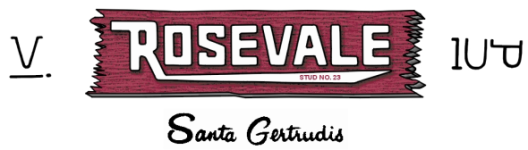 V.
ROSEVALE
STUD NO. 23
Santa Gertrudis